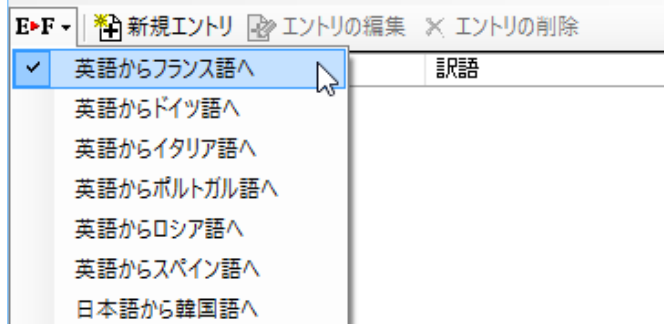 E▶F 新規エントリ エントリの編集 エントリの削除
英語からフランス語へ 訳語
英語からドイツ語へ
英語からイタリア語へ
英語からポルトガル語へ
英語からロシア語へ
英語からスペイン語へ
日本語から韓国語へ